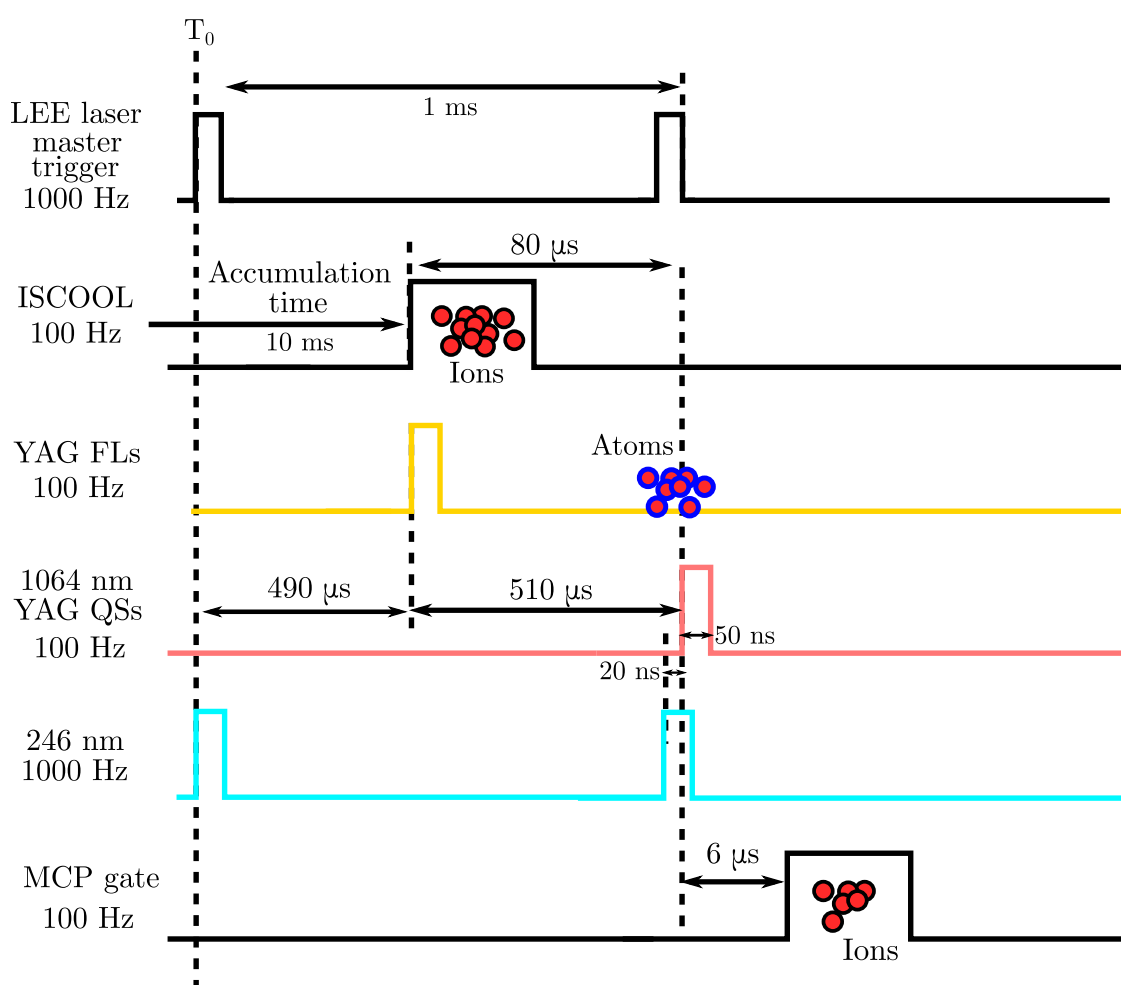 T₀
1 ms
LEE laser
master
trigger
1000 Hz
80 µs
Accumulation
time
ISCOOL
100 Hz
10 ms
Ions
YAG FLs
100 Hz
Atoms
1064 nm
YAG QSs
100 Hz
490 µs
510 µs
50 ns
20 ns
246 nm
1000 Hz
6 µs
MCP gate
100 Hz
Ions